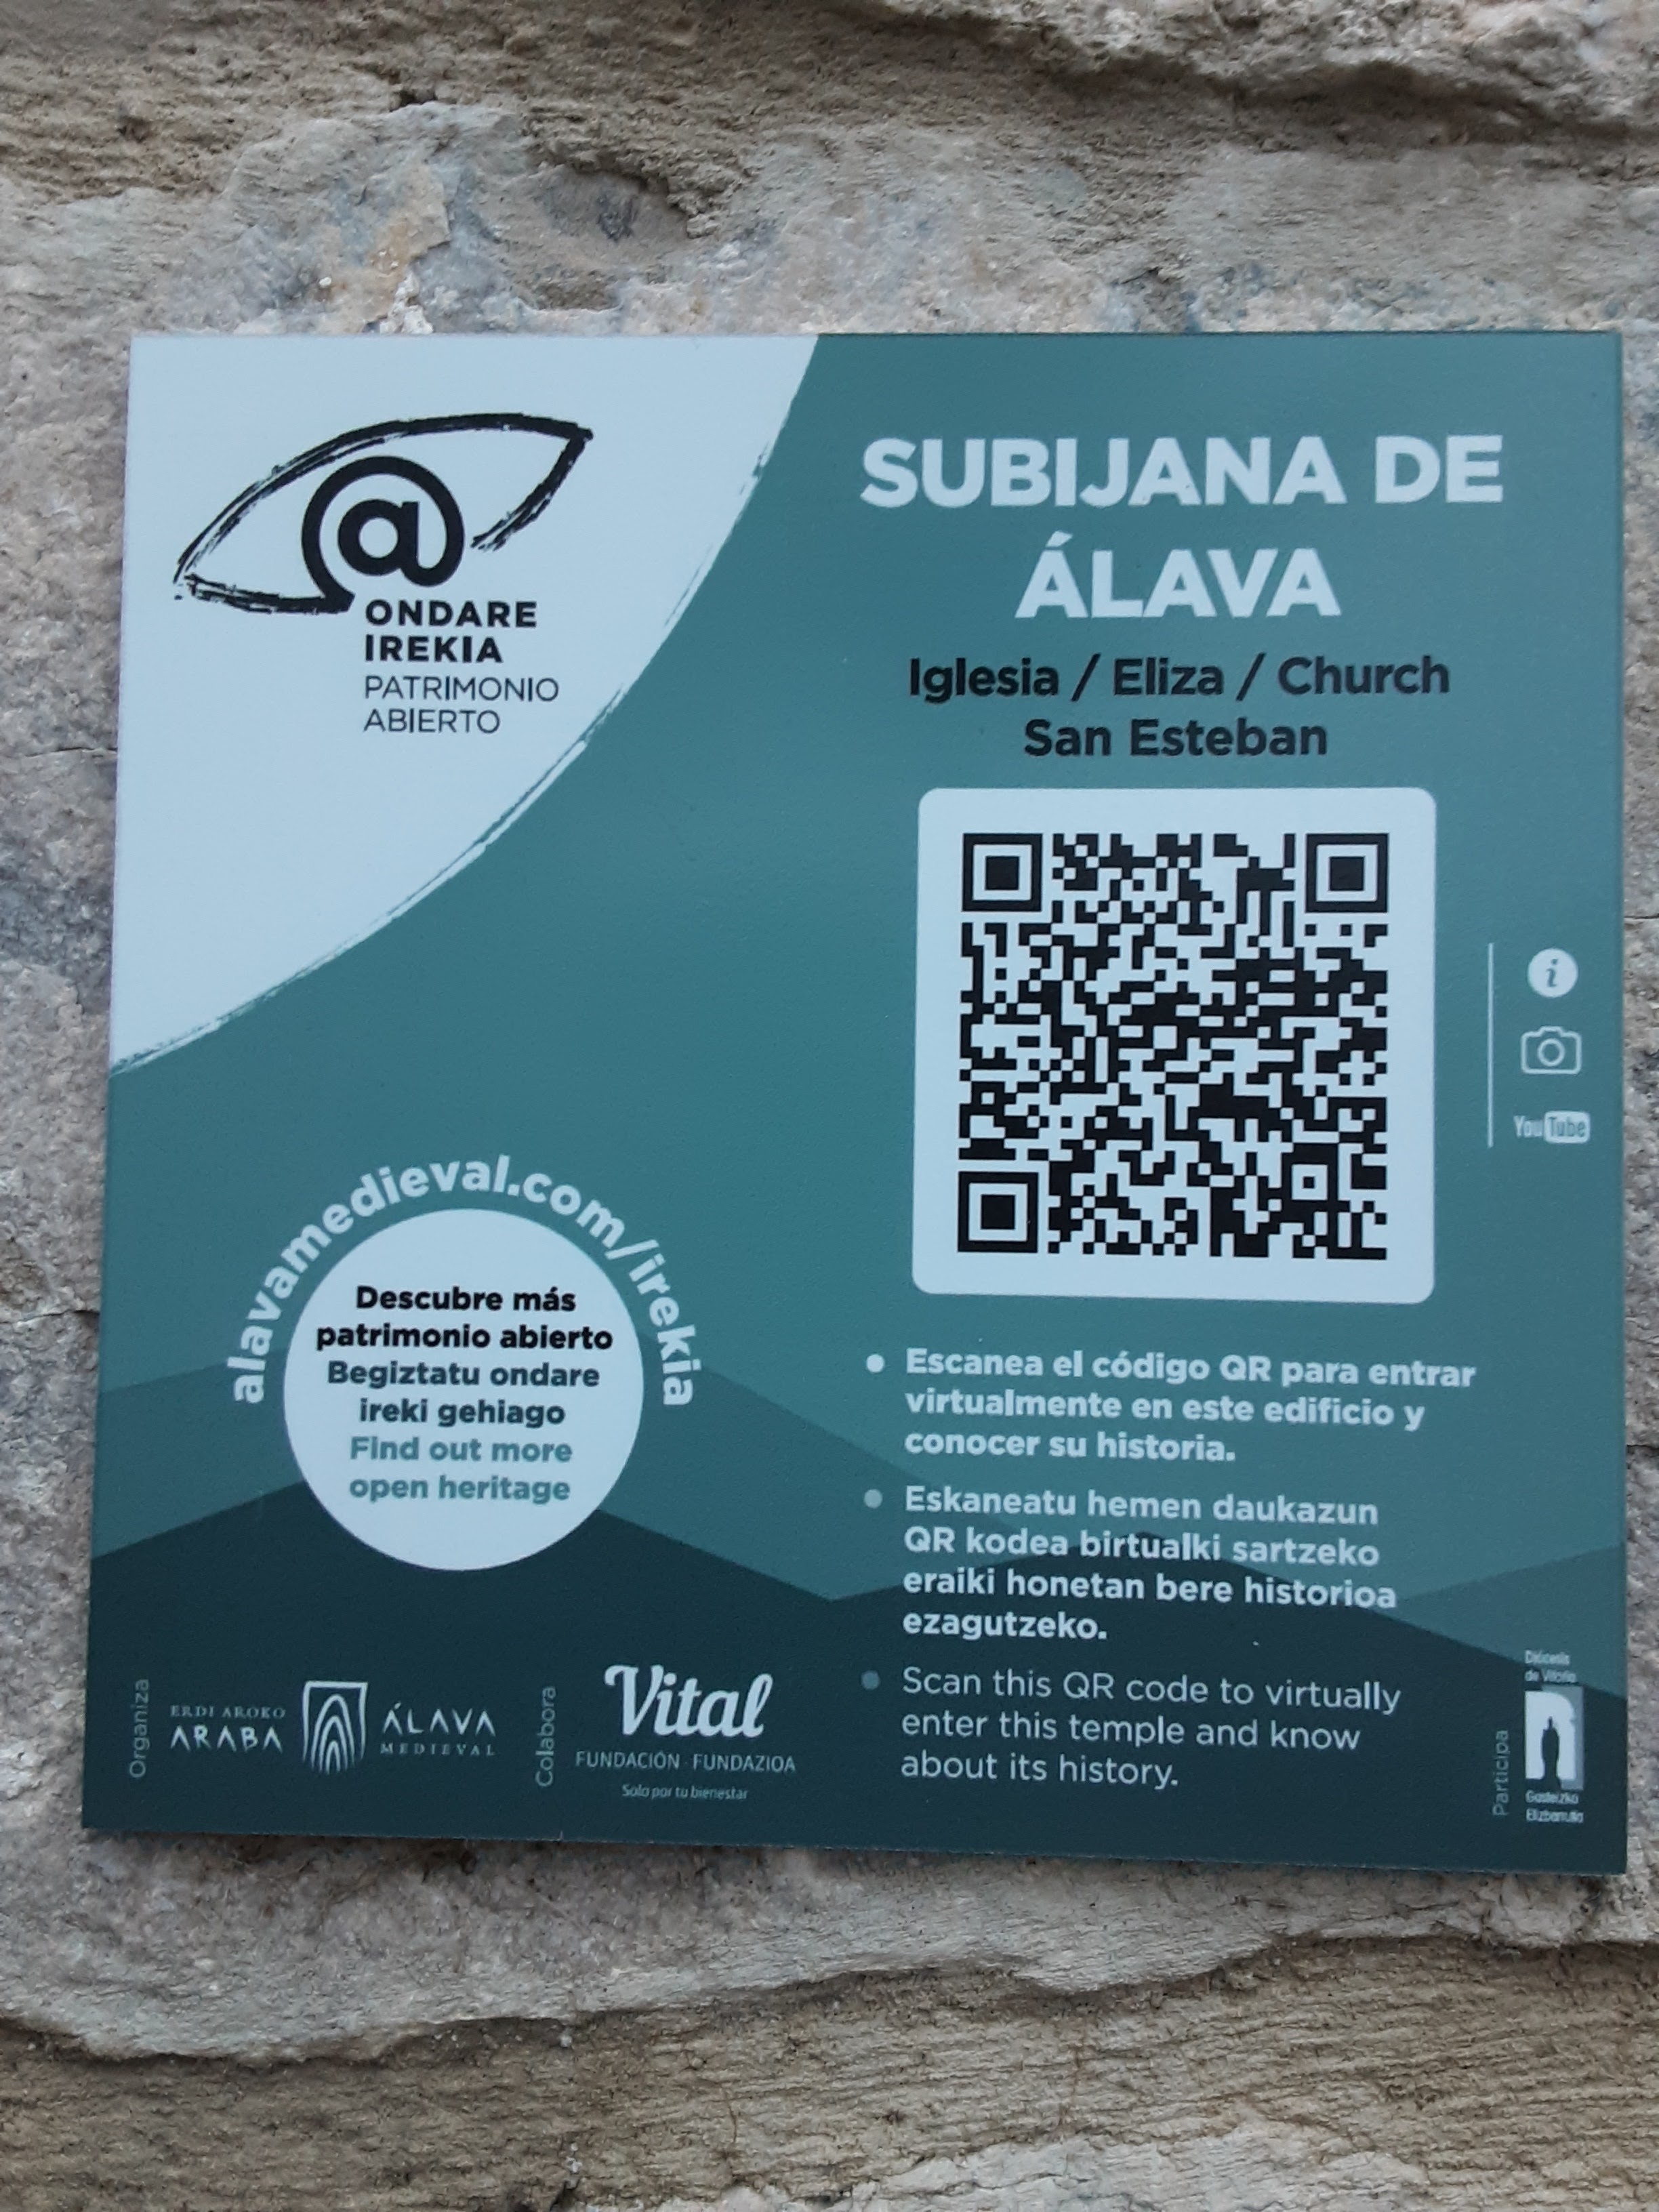 @
ONDARE
IREKIA
PATRIMONIO
ABIERTO
SUBIJANA DE
ÁLAVA
Iglesia / Eliza / Church
San Esteban
i
YouTube
alavamedieval.com/irekia
Descubre más
patrimonio abierto
Begiztatu ondare
ireki gehiago
Find out more
open heritage
• Escanea el código QR para entrar
virtualmente en este edificio y
conocer su historia.
• Eskaneatu hemen daukazun
QR kodea birtualki sartzeko
eraiki honetan bere historioa
ezagutzeko.
• Scan this QR code to virtually
enter this temple and know
about its history.
Organiza
ERDI AROKO
ARABA
ÁLAVA
MEDIEVAL
Colabora
Vital
FUNDACIÓN · FUNDAZIOA
Solo por tu bienestar
Participa
Diócesis
de Vitoria
Gasteizko
Elizbarrutia